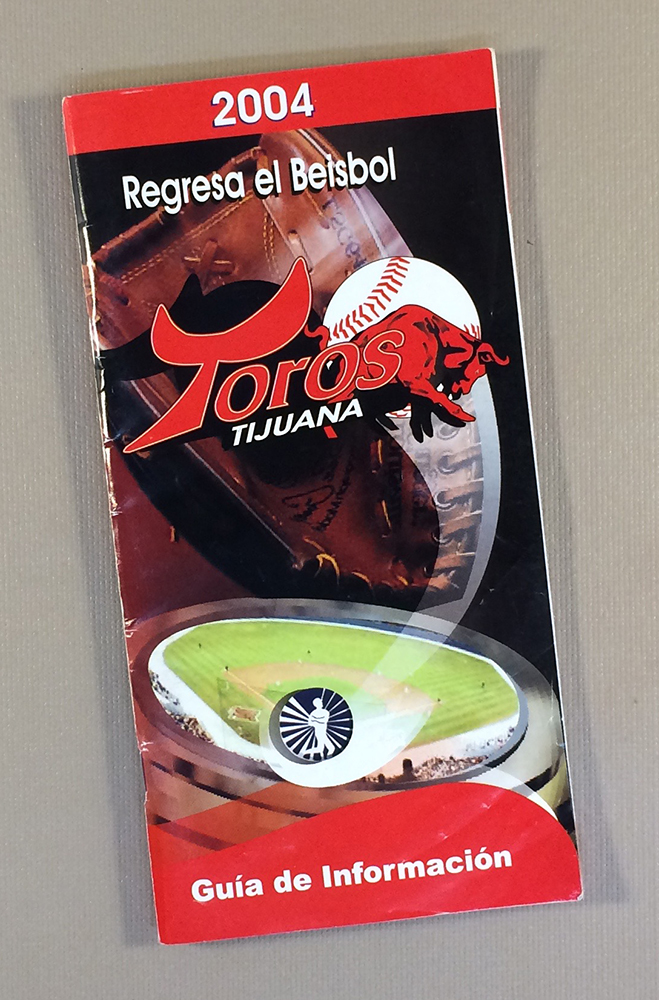 2004
Regresa el Beisbol
Toros
TIJUANA
Guía de Información